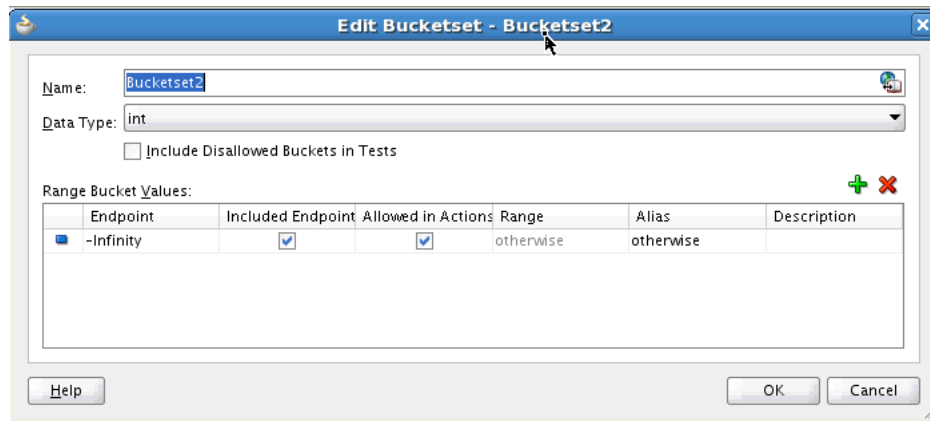 Edit Bucketset - Bucketset2
Name: Bucketset2
Data Type: int
Include Disallowed Buckets in Tests
Range Bucket Values:
Endpoint Included Endpoint Allowed in Actions Range Alias Description
-Infinity otherwise otherwise
Help OK Cancel